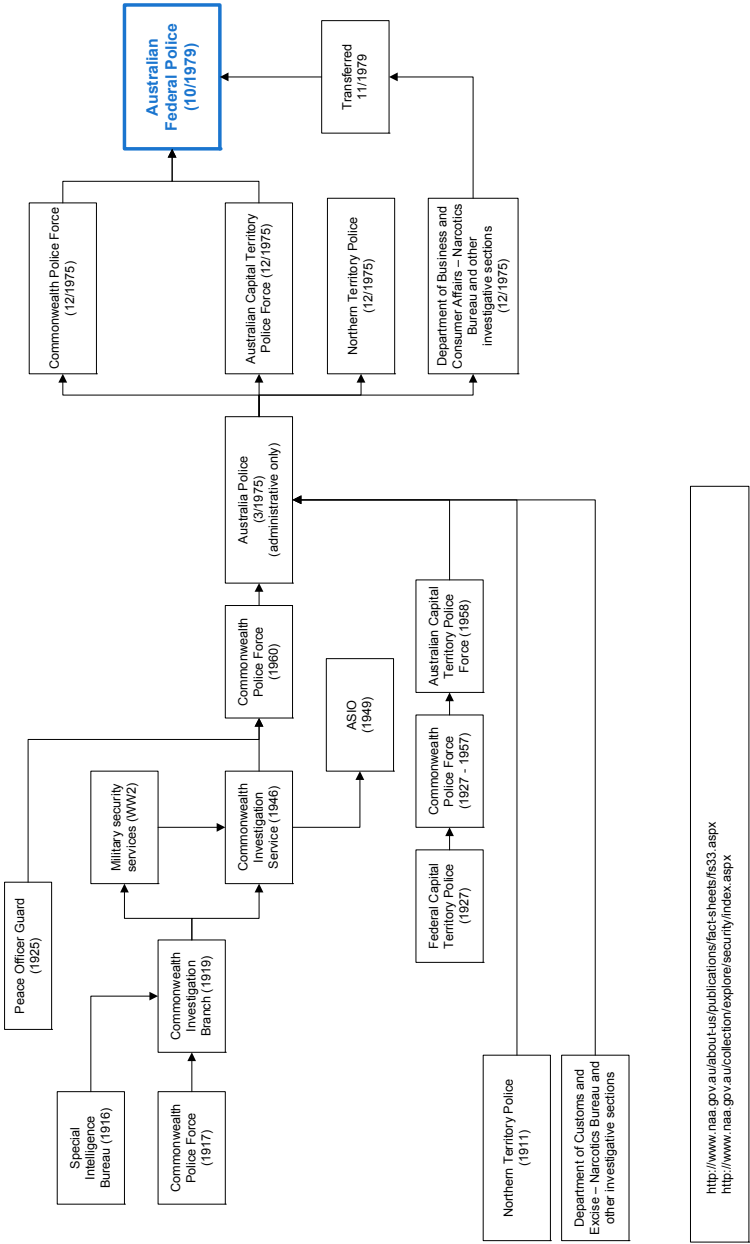 Peace Officer Guard
(1925)
Special
Intelligence
Bureau (1916)
Commonwealth
Police Force
(1917)
Commonwealth
Investigation
Branch (1919)
Military security
services (WW2)
Commonwealth
Investigation
Service (1946)
Commonwealth
Police Force
(1960)
ASIO
(1949)
Federal Capital
Territory Police
(1927)
Commonwealth
Police Force
(1927 - 1957)
Australian Capital
Territory Police
Force (1958)
Northern Territory Police
(1911)
Department of Customs and
Excise – Narcotics Bureau and
other investigative sections
Australia Police
(3/1975)
(administrative only)
Commonwealth Police Force
(12/1975)
Australian Capital Territory
Police Force (12/1975)
Northern Territory Police
(12/1975)
Department of Business and
Consumer Affairs – Narcotics
Bureau and other
investigative sections
(12/1975)
Australian
Federal Police
(10/1979)
Transferred
11/1979
http://www.naa.gov.au/about-us/publications/fact-sheets/fs33.aspx
http://www.naa.gov.au/collection/explore/security/index.aspx